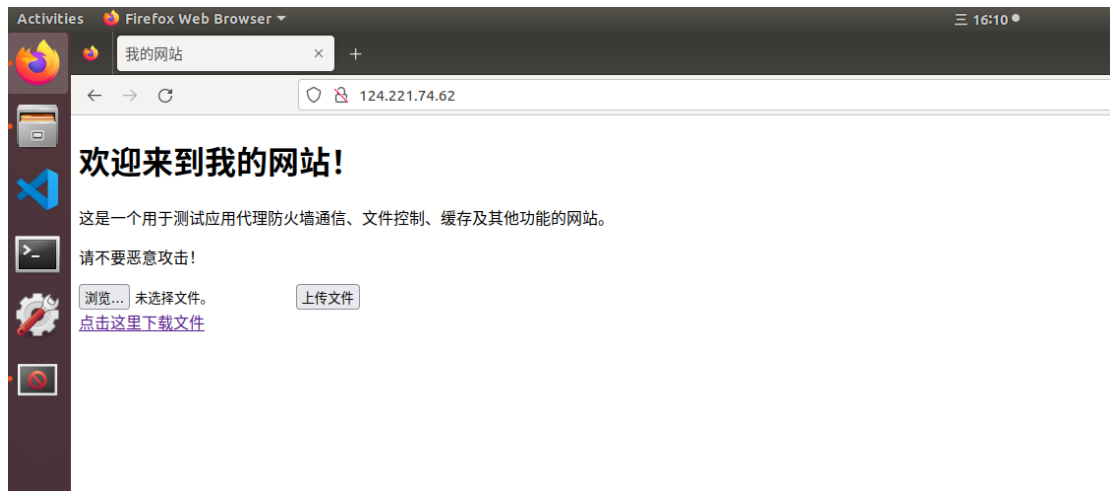 Activities Firefox Web Browser 三 16:10
我的网站
124.221.74.62
欢迎来到我的网站！
这是一个用于测试应用代理防火墙通信、文件控制、缓存及其他功能的网站。
请不要恶意攻击！
浏览... 未选择文件。 上传文件
点击这里下载文件